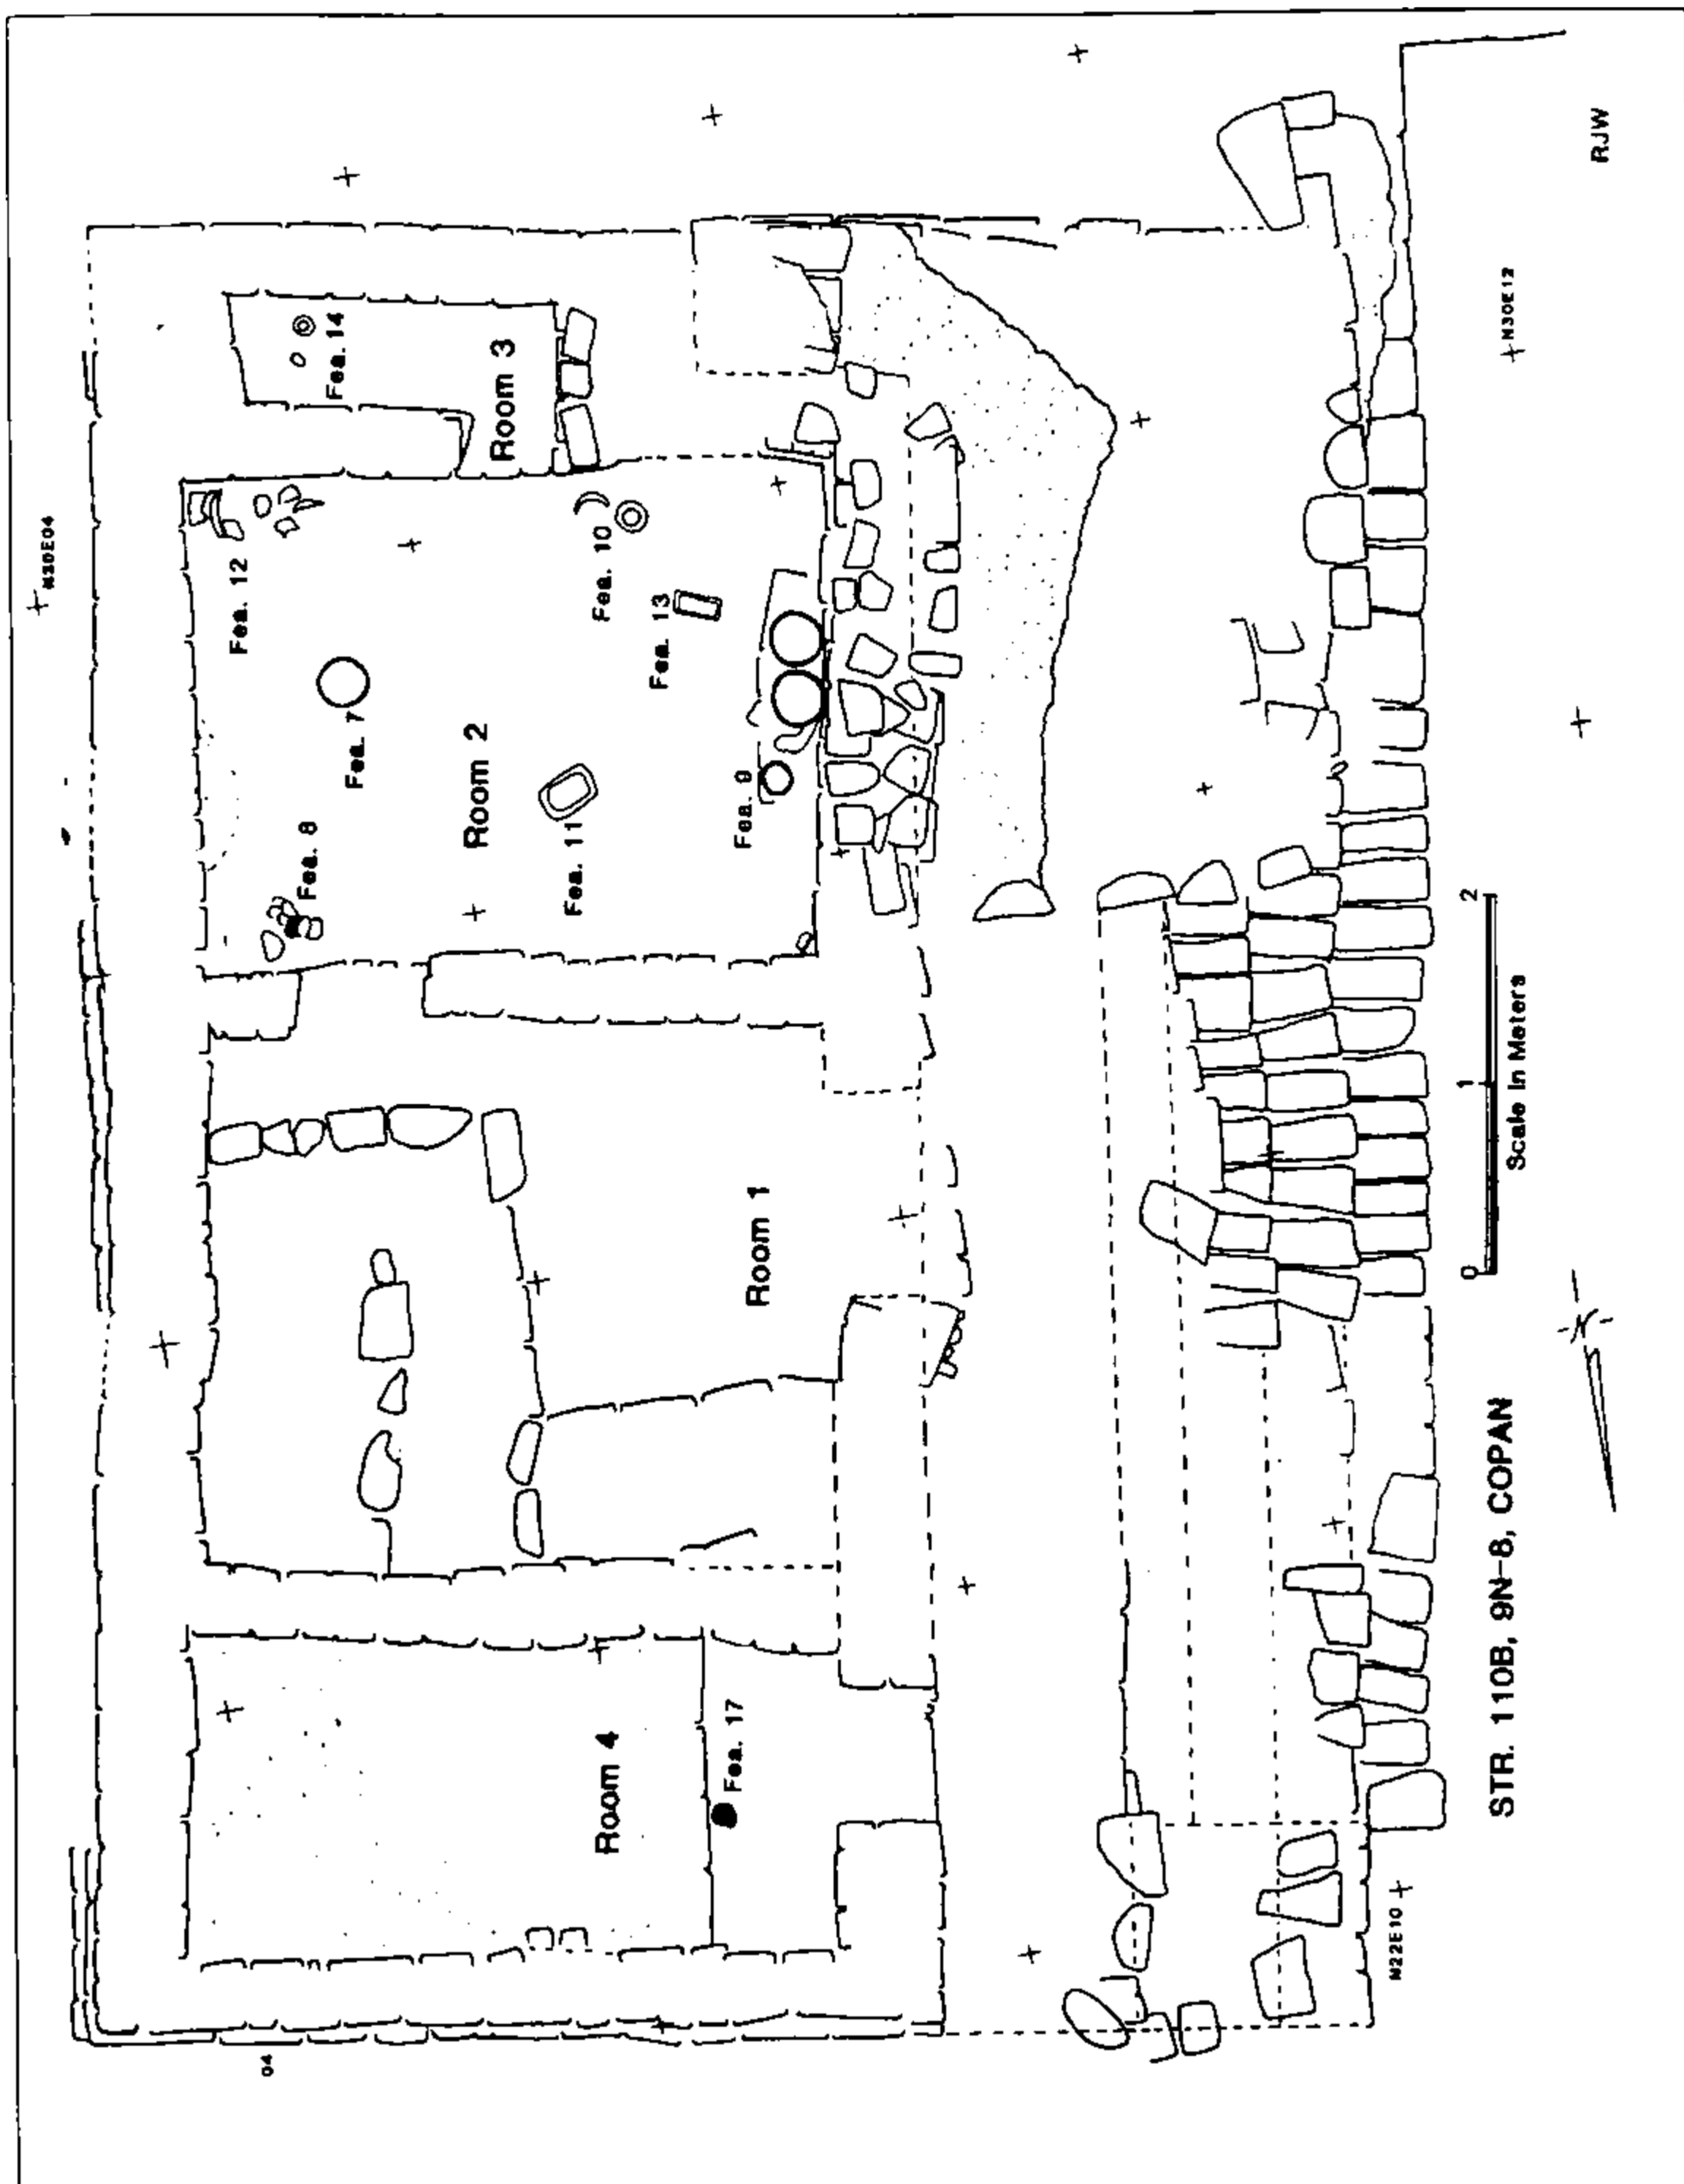 N30E04
Fea. 14
Room 3
Fea. 12
Fea. 10
Fea. 13
Fea. 7
Room 2
Fea. 8
Fea. 11
Fea. 9
Room 1
Room 4
Fea. 17
04
N30E12
RJW
N22E10
0 1 2
Scale in Meters
STR. 110B, 9N-8, COPAN